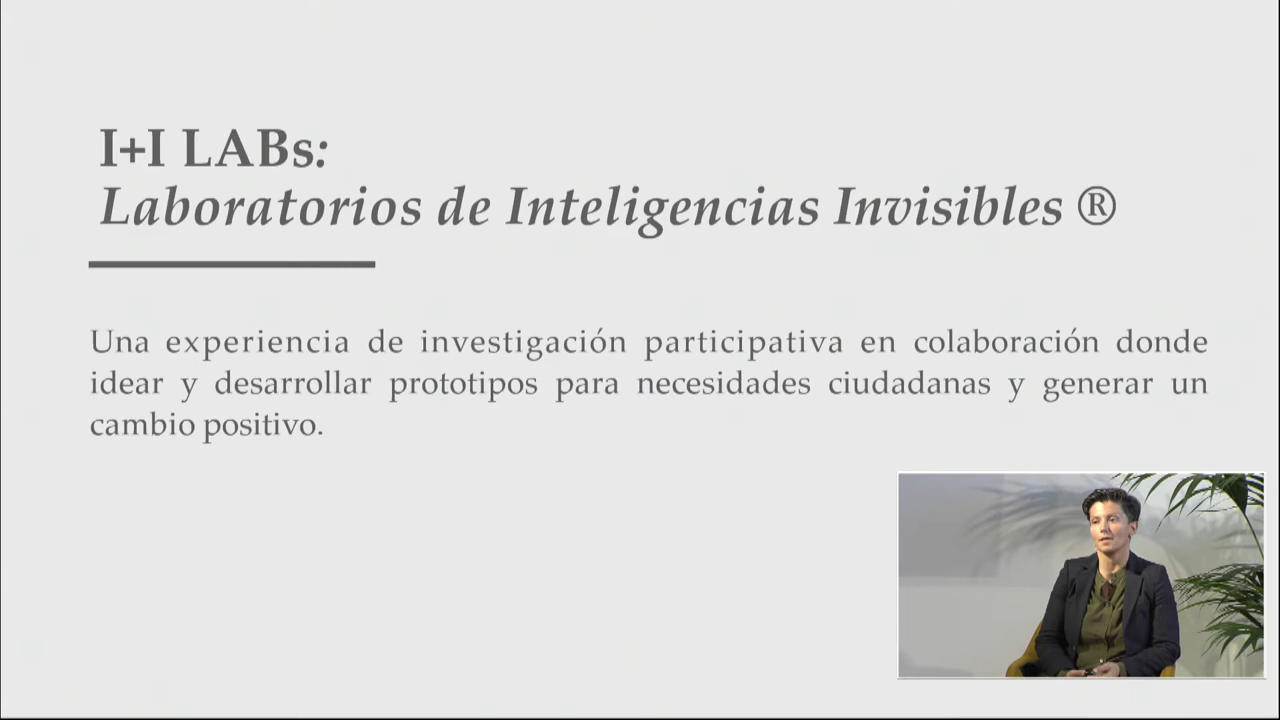 I+I LABs:
Laboratorios de Inteligencias Invisibles ®
Una experiencia de investigación participativa en colaboración donde
idear y desarrollar prototipos para necesidades ciudadanas y generar un
cambio positivo.